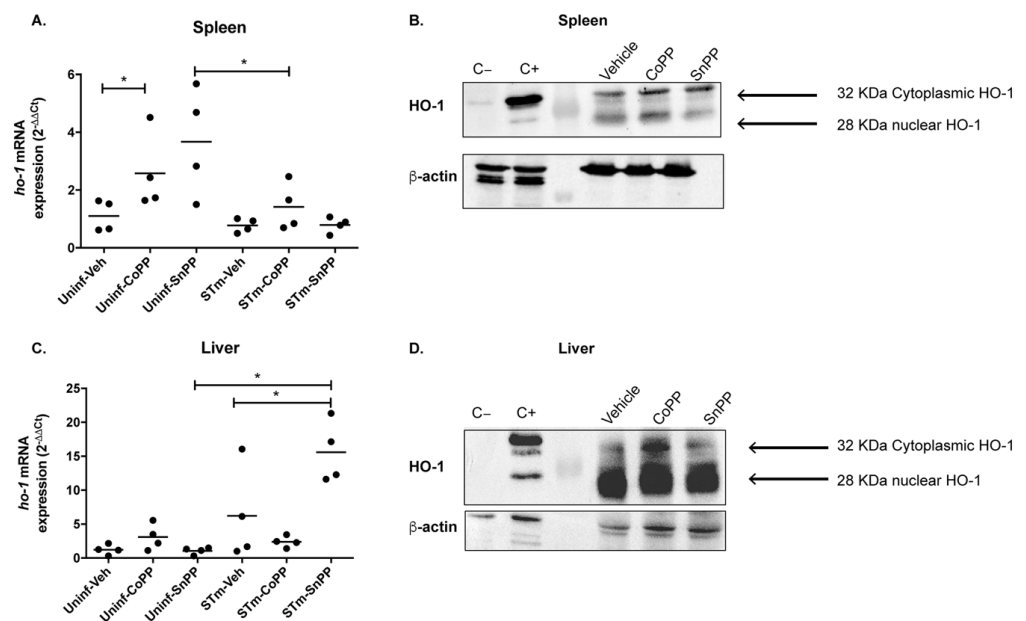 A.
Spleen
*
*
6
4
2
0
ho-1 mRNA
expression (2-ΔΔCt)
Uninf-Veh
Uninf-CoPP
Uninf-SnPP
STm-Veh
STm-CoPP
STm-SnPP
B.
Spleen
C−
C+
Vehicle
CoPP
SnPP
HO-1
32 KDa Cytoplasmic HO-1
28 KDa nuclear HO-1
β-actin
C.
Liver
*
*
25
20
15
10
5
0
ho-1 mRNA
expression (2-ΔΔCt)
Uninf-Veh
Uninf-CoPP
Uninf-SnPP
STm-Veh
STm-CoPP
STm-SnPP
D.
Liver
C−
C+
Vehicle
CoPP
SnPP
HO-1
32 KDa Cytoplasmic HO-1
28 KDa nuclear HO-1
β-actin